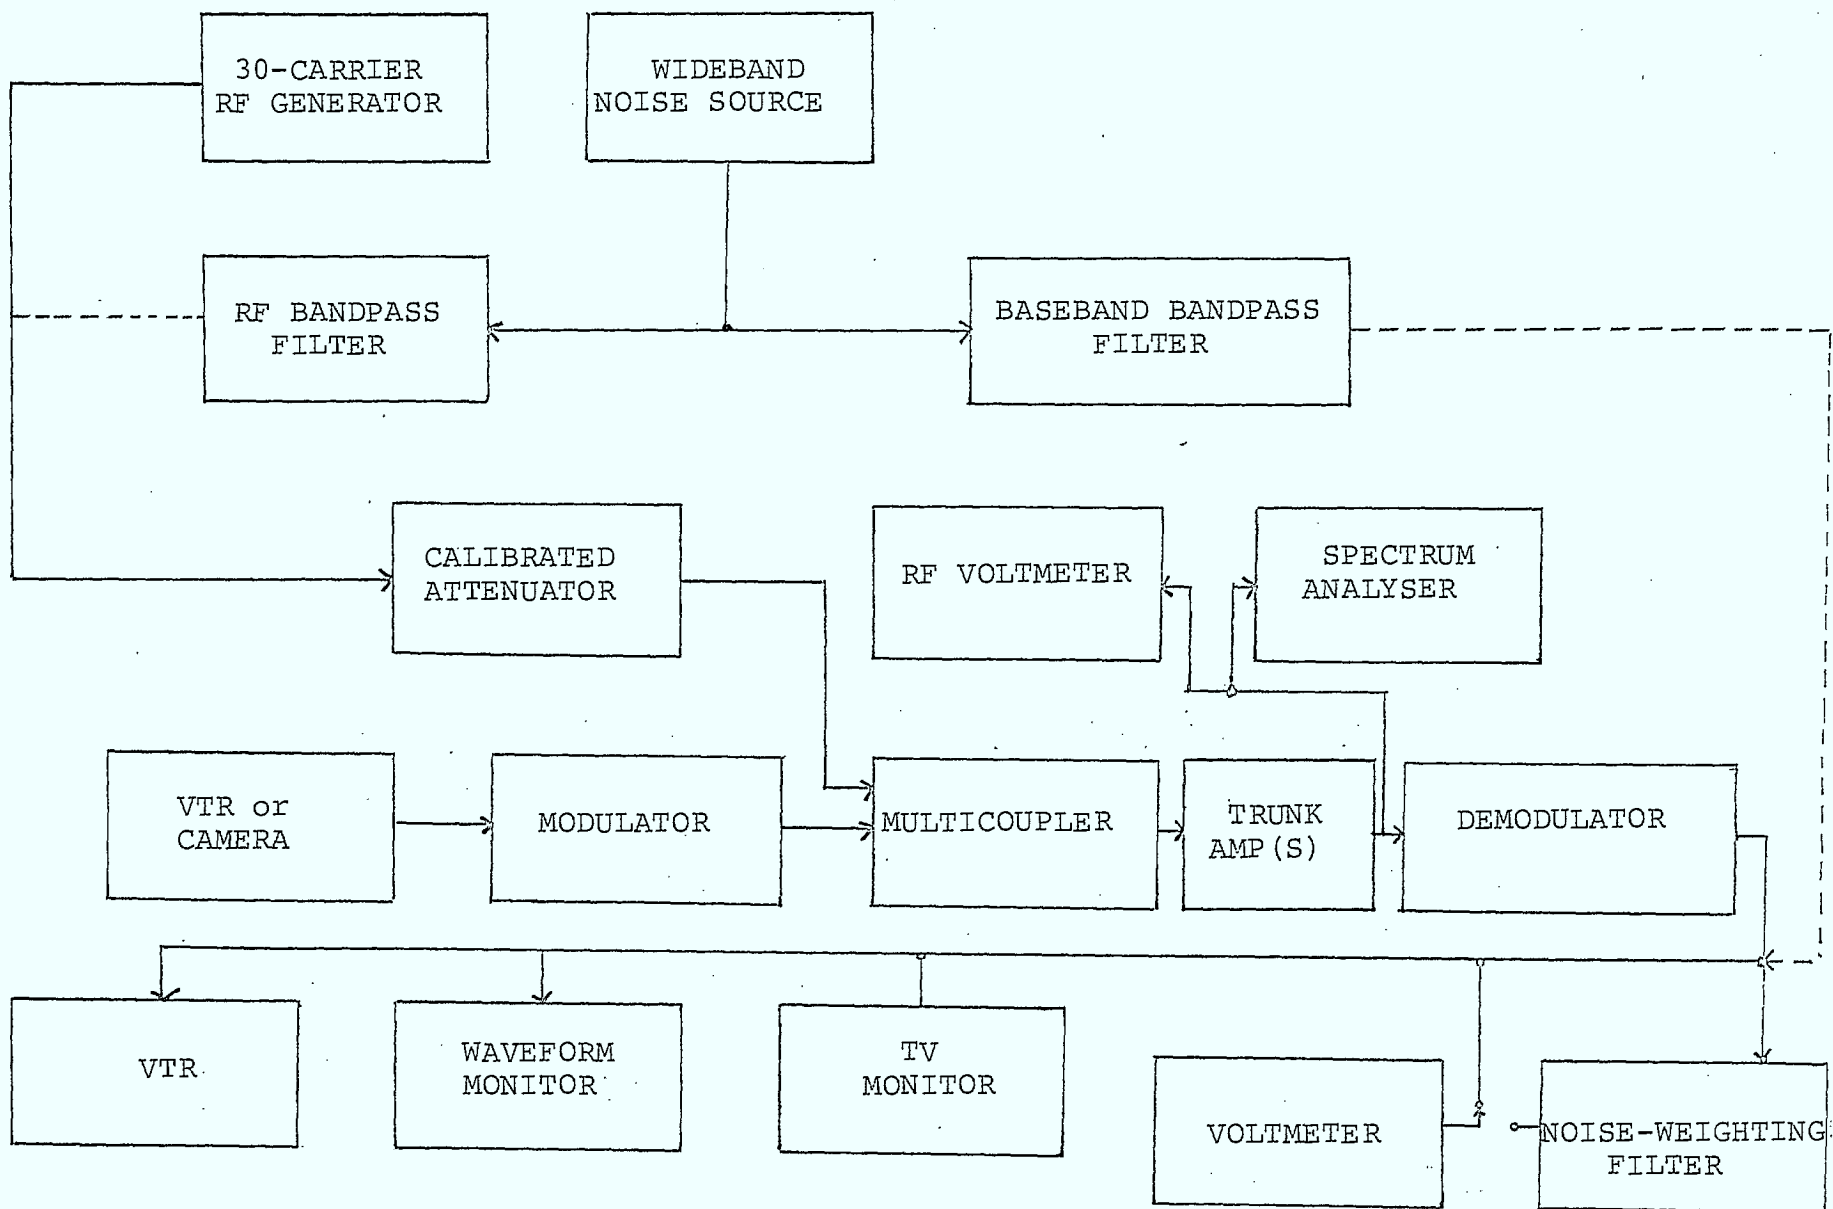 30-CARRIER
RF GENERATOR
WIDEBAND
NOISE SOURCE
RF BANDPASS
FILTER
BASEBAND BANDPASS
FILTER
CALIBRATED
ATTENUATOR
RF VOLTMETER
SPECTRUM
ANALYSER
VTR or
CAMERA
MODULATOR
MULTICOUPLER
TRUNK
AMP(S)
DEMODULATOR
VTR
WAVEFORM
MONITOR
TV
MONITOR
VOLTMETER
NOISE-WEIGHTING
FILTER